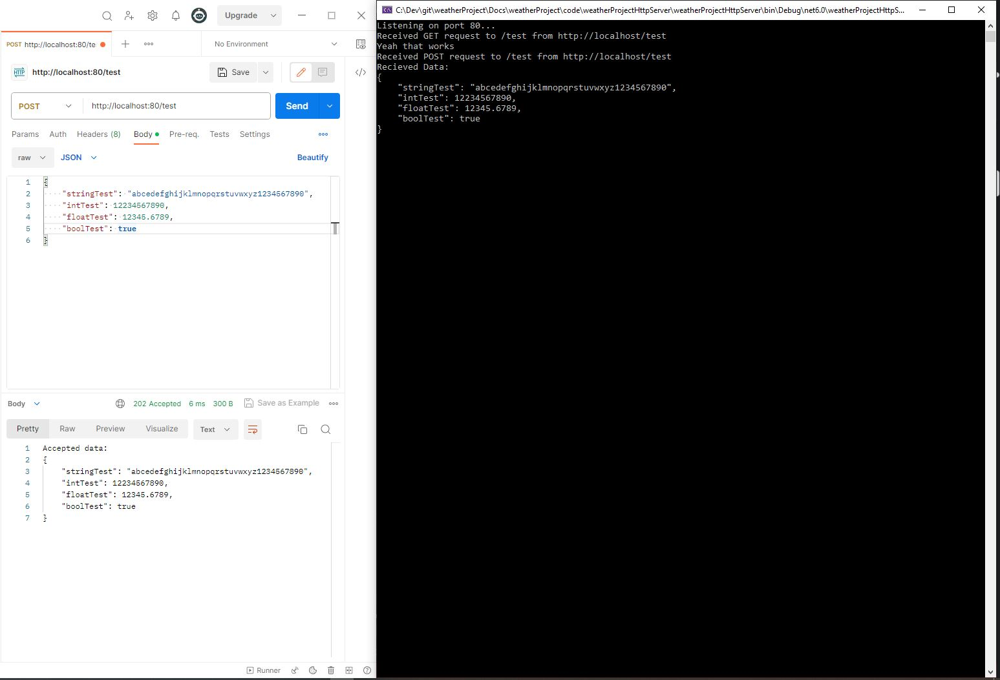 Upgrade
POST http://localhost:80/te
No Environment
HTTP http://localhost:80/test
Save
POST http://localhost:80/test
Send
Params Auth Headers (8) Body Pre-req. Tests Settings
raw JSON Beautify
1 {
2 "stringTest": "abcedefghijklmnopqrstuvwxyz1234567890",
3 "intTest": 12234567890,
4 "floatTest": 12345.6789,
5 "boolTest": true
6 }
Body 202 Accepted 6 ms 300 B Save as Example
Pretty Raw Preview Visualize Text
1 Accepted data:
2 {
3 "stringTest": "abcedefghijklmnopqrstuvwxyz1234567890",
4 "intTest": 12234567890,
5 "floatTest": 12345.6789,
6 "boolTest": true
7 }
Runner
C:\Dev\git\weatherProject\Docs\weatherProject\code\weatherProjectHttpServer\weatherProjectHttpServer\bin\Debug\net6.0\weatherProjectHttpS...
Listening on port 80...
Received GET request to /test from http://localhost/test
Yeah that works
Received POST request to /test from http://localhost/test
Recieved Data:
{
"stringTest": "abcedefghijklmnopqrstuvwxyz1234567890",
"intTest": 12234567890,
"floatTest": 12345.6789,
"boolTest": true
}